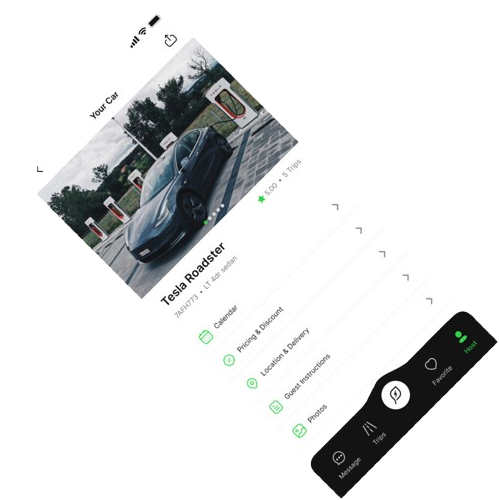 Your Car
Tesla Roadster
★ 5.00 • 5 Trips
7AFH773 • LT 4dr sedan
Calendar
Pricing & Discount
Location & Delivery
Guest Instructions
Photos
Message
Trips
Favorite
Host